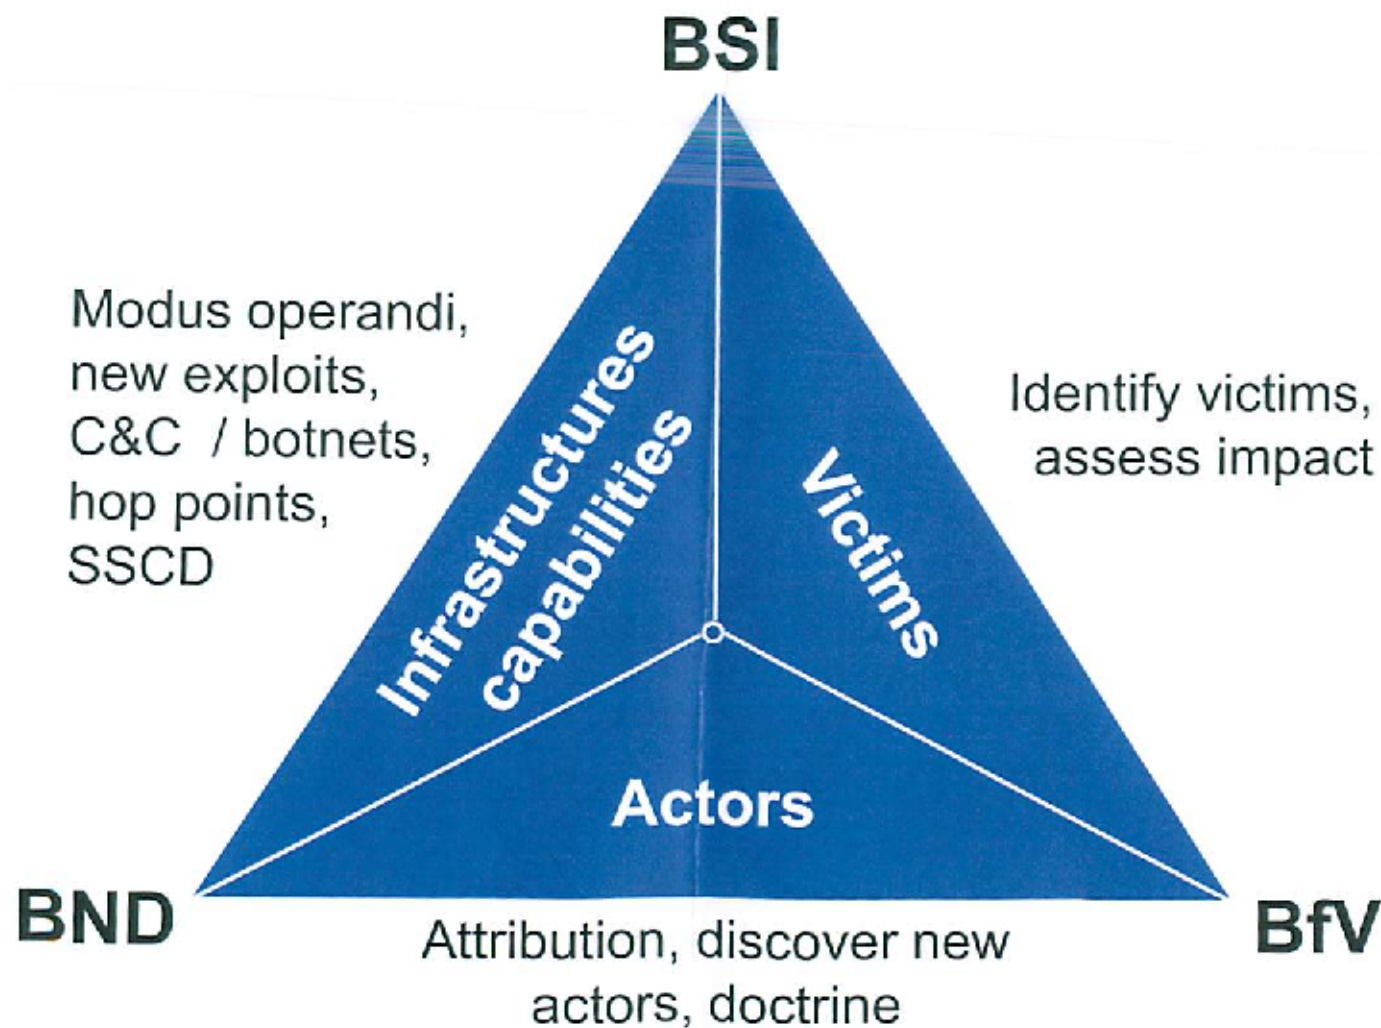 BSI
Modus operandi,
new exploits,
C&C / botnets,
hop points,
SSCD
Infrastructures
capabilities
Victims
Identify victims,
assess impact
Actors
BND
BfV
Attribution, discover new
actors, doctrine